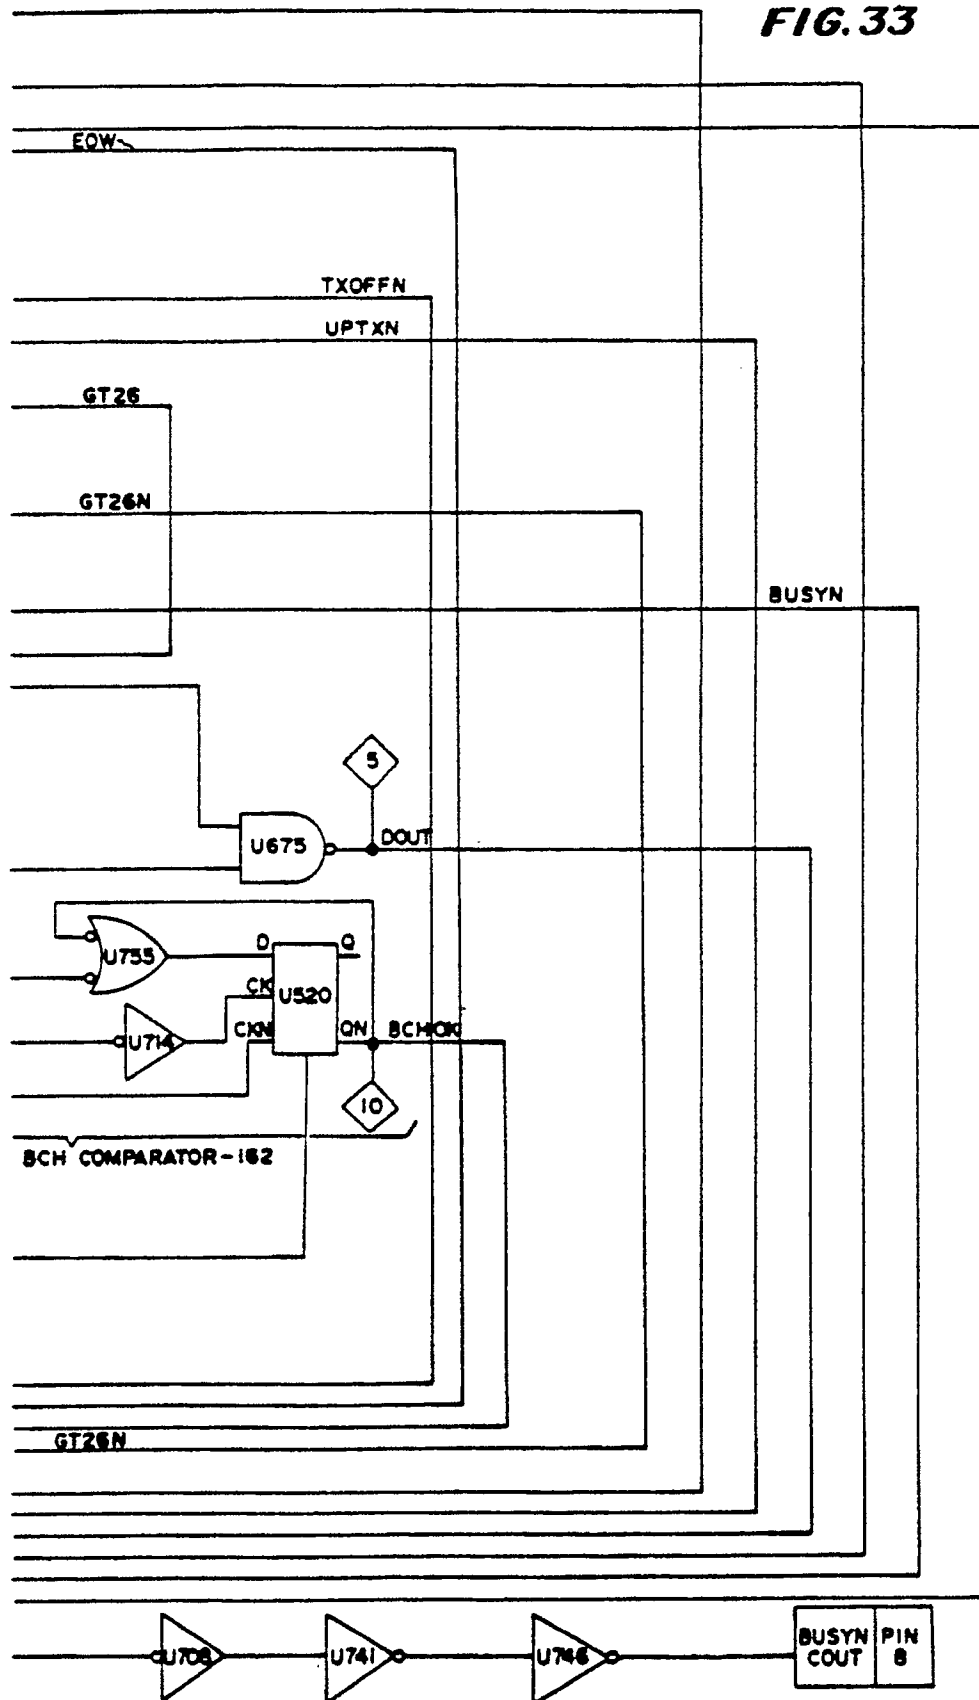 FIG. 33
EOW
TXOFFN
UPTXN
GT26
GT26N
BUSYN
5
U675
DOUT
U755
D
Q
CK
U520
U714
CXN
QN
BCHOK
10
BCH COMPARATOR-162
GT26N
U708
U741
U746
BUSYN
COUT
PIN
8